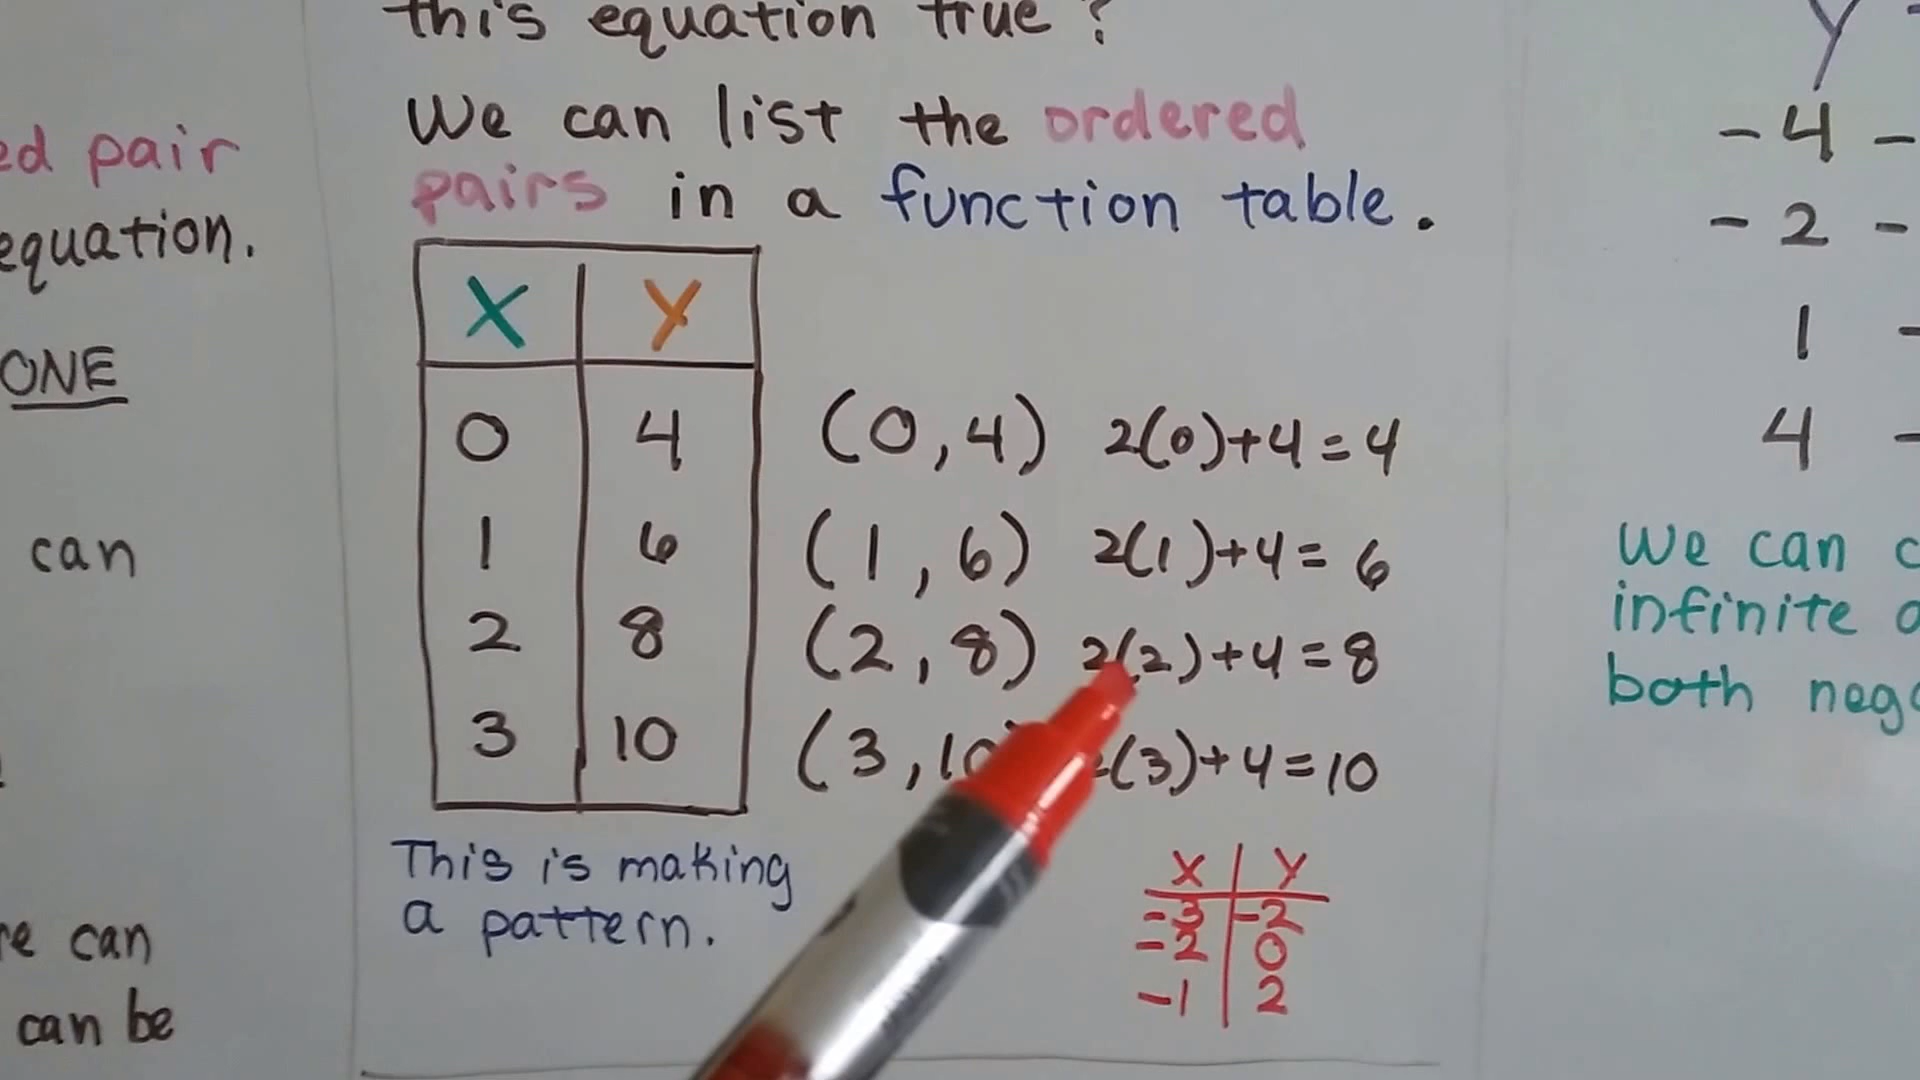 ed pair
equation.
ONE
can
re can
can be
this equation true?
We can list the ordered
pairs in a function table.
X Y
0 4 (0,4) 2(0)+4=4
1 6 (1,6) 2(1)+4=6
2 8 (2,8) 2(2)+4=8
3 10 (3,10 (3)+4=10
This is making
a pattern.
X Y
-3 -2
-2 0
-1 2
Y
-4 -
-2 -
1 -
4 -
We can c
infinite
both neg